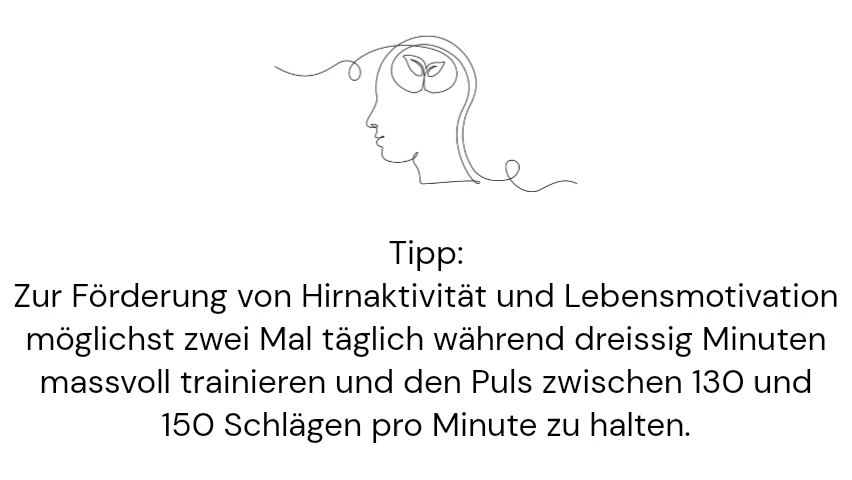 Tipp:
Zur Förderung von Hirnaktivität und Lebensmotivation
möglichst zwei Mal täglich während dreissig Minuten
massvoll trainieren und den Puls zwischen 130 und
150 Schlägen pro Minute zu halten.